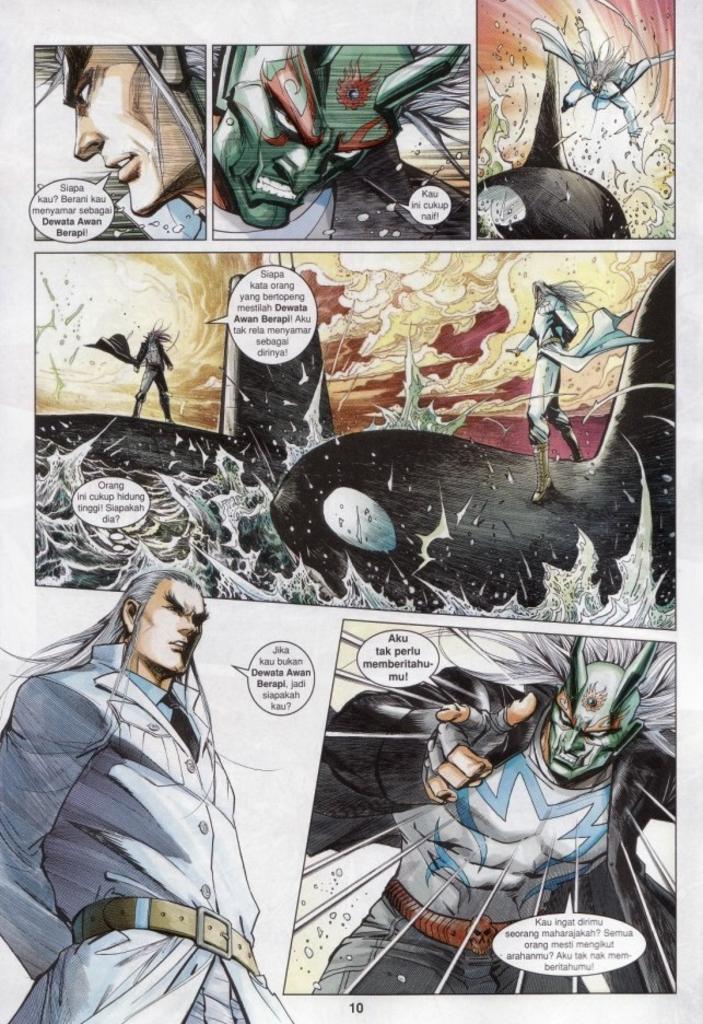 Siapa
kau? Berani kau
menyamar sebagai
Dewata Awan
Berapi!
Kau
ini cukup
naif!
Siapa
kata orang
yang bertopeng
mestilah Dewata
Awan Berapi! Aku
tak rela menyamar
sebagai
dirinya!
Orang
ini cukup hidung
tinggi! Siapakah
dia?
Jika
kau bukan
Dewata Awan
Berapi, jadi
siapakah
kau?
Aku
tak perlu
memberitahu-
mu!
Kau ingat dirimu
seorang maharajakah? Semua
orang mesti mengikut
arahanmu? Aku tak nak mem-
beritahumu!
10